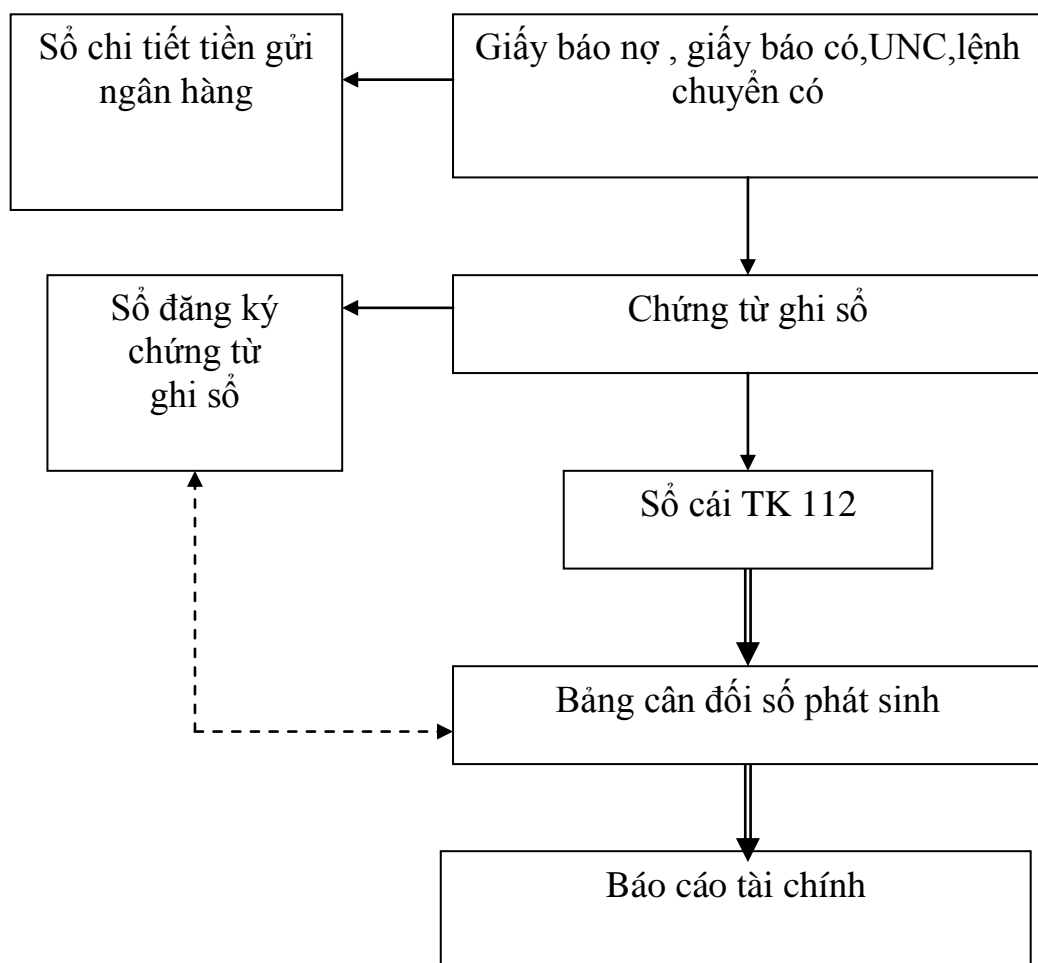 Sổ chi tiết tiền gửi
ngân hàng
Giấy báo nợ , giấy báo có,UNC,lệnh
chuyển có
Sổ đăng ký
chứng từ
ghi sổ
Chứng từ ghi sổ
Sổ cái TK 112
Bảng cân đối số phát sinh
Báo cáo tài chính